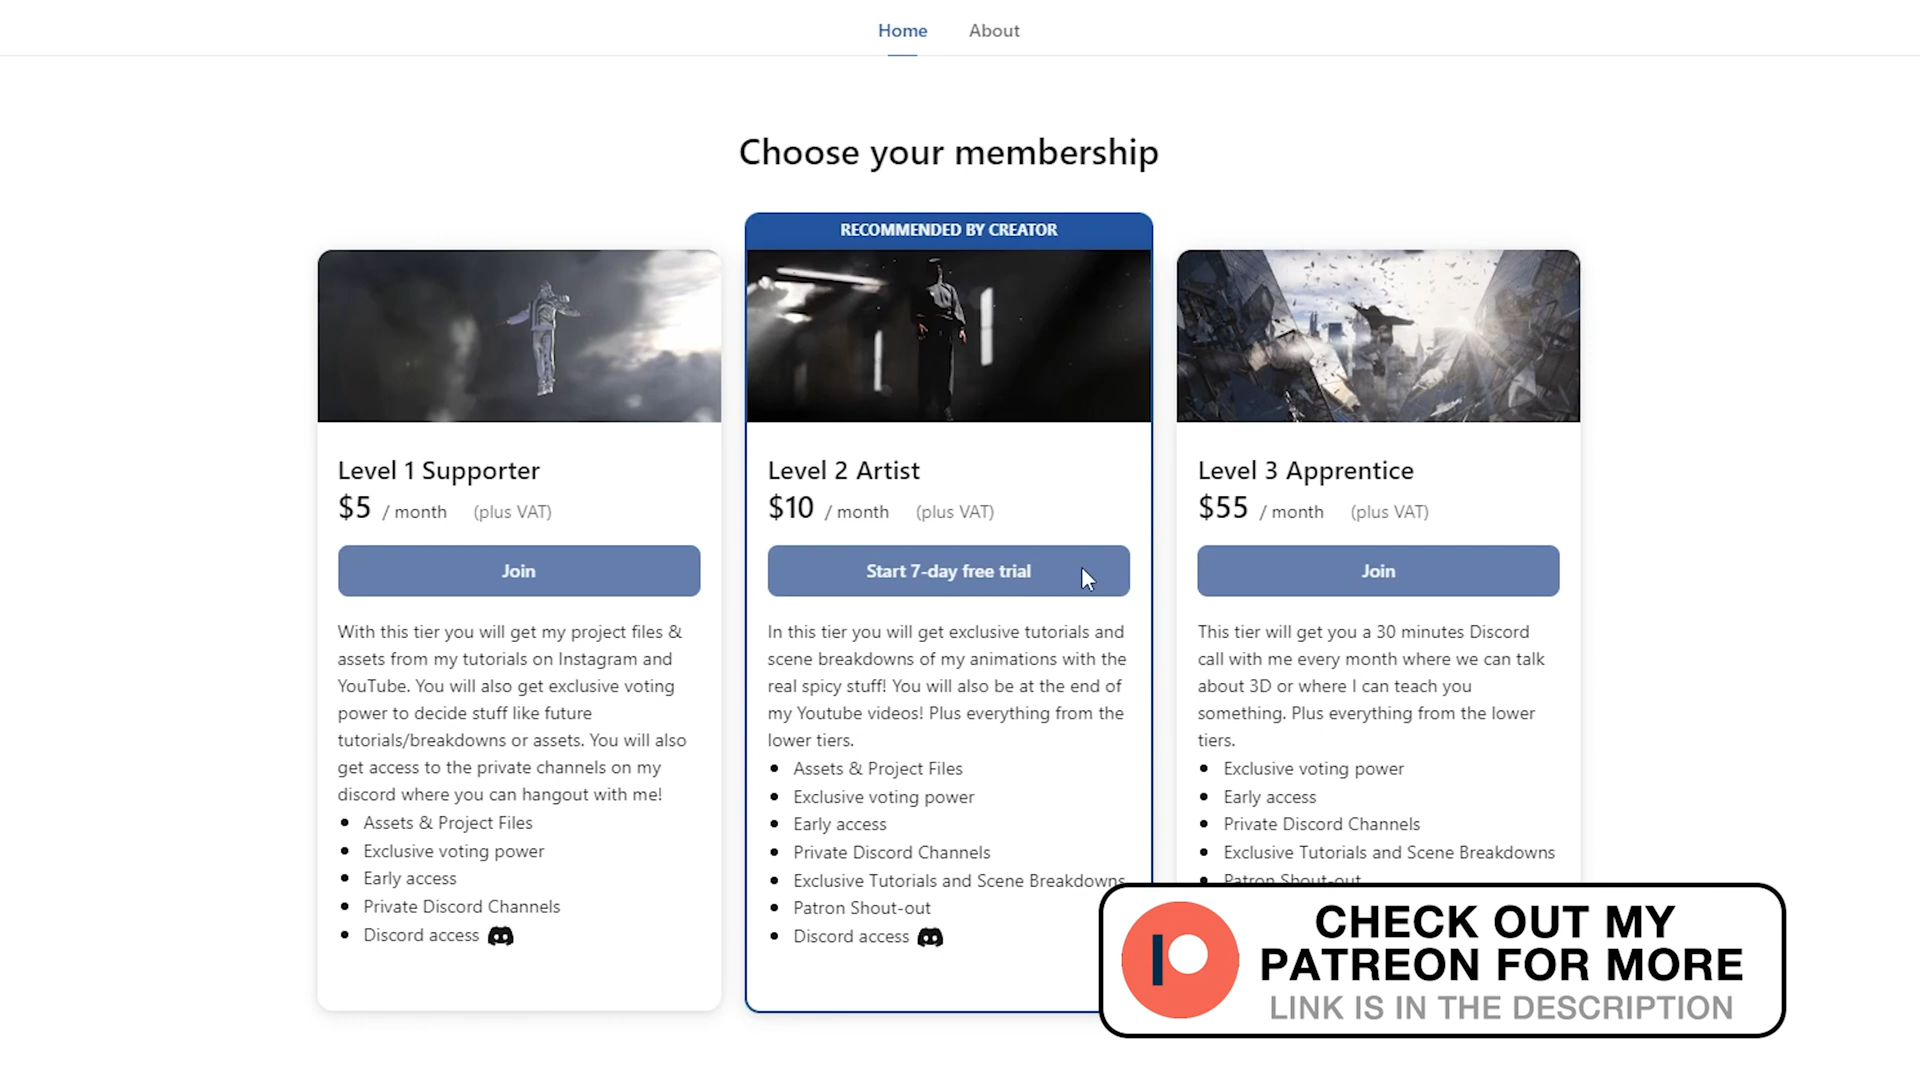 Home
About
Choose your membership
RECOMMENDED BY CREATOR
Level 1 Supporter
$5 / month (plus VAT)
Join
With this tier you will get my project files &
assets from my tutorials on Instagram and
YouTube. You will also get exclusive voting
power to decide stuff like future
tutorials/breakdowns or assets. You will also
get access to the private channels on my
discord where you can hangout with me!
Assets & Project Files
Exclusive voting power
Early access
Private Discord Channels
Discord access
Level 2 Artist
$10 / month (plus VAT)
Start 7-day free trial
In this tier you will get exclusive tutorials and
scene breakdowns of my animations with the
real spicy stuff! You will also be at the end of
my Youtube videos! Plus everything from the
lower tiers.
Assets & Project Files
Exclusive voting power
Early access
Private Discord Channels
Exclusive Tutorials and Scene Breakdowns
Patron Shout-out
Discord access
Level 3 Apprentice
$55 / month (plus VAT)
Join
This tier will get you a 30 minutes Discord
call with me every month where we can talk
about 3D or where I can teach you
something. Plus everything from the lower
tiers.
Exclusive voting power
Early access
Private Discord Channels
Exclusive Tutorials and Scene Breakdowns
Patron Shout-out
CHECK OUT MY
PATREON FOR MORE
LINK IS IN THE DESCRIPTION